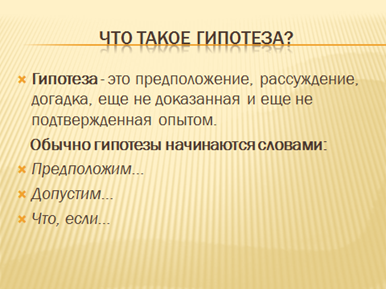 ЧТО ТАКОЕ ГИПОТЕЗА?
Гипотеза - это предположение, рассуждение,
догадка, еще не доказанная и еще не
подтвержденная опытом.
Обычно гипотезы начинаются словами:
Предположим...
Допустим...
Что, если...